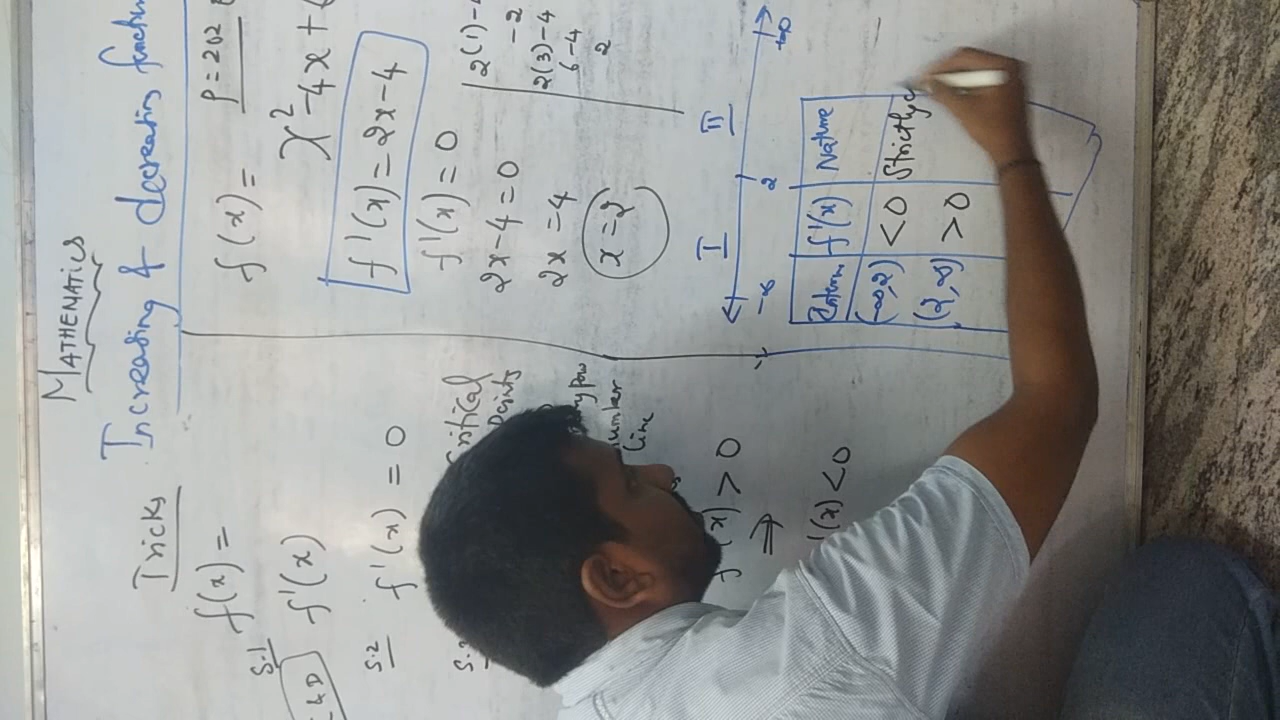 MATHEMATICS
Increasing & decreasing function
Tricks
f(x) =
S.1 f'(x)
S.2 f'(x) = 0
Critical
Points
number
line
f'(x) > 0
⇒
'(x) < 0
P=202
f(x) = x² - 4x +
f'(x) = 2x - 4
f'(x) = 0
2x - 4 = 0
2x = 4
x = 2
2(1) -
-2
2(3) - 4
6 - 4
2
I II
-∞ 2 +∞
Interv f'(x) Nature
(-∞, 2) < 0 Strictly
(2, ∞) > 0